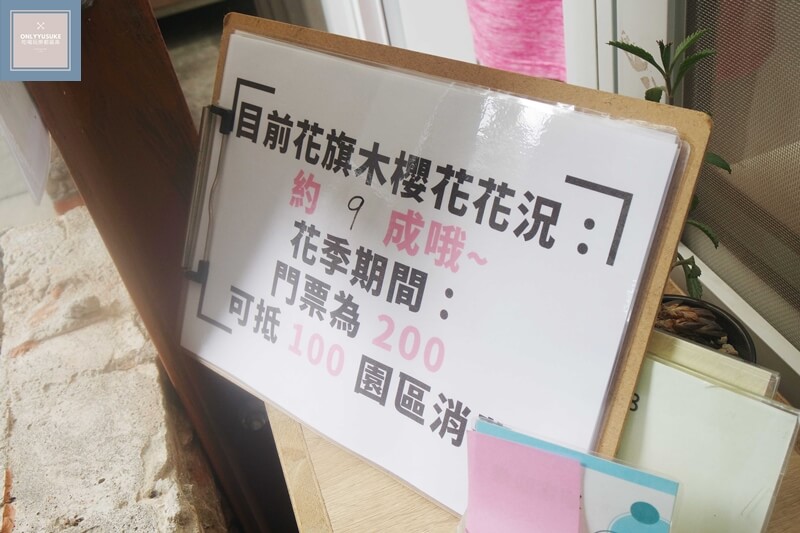 ONLYYUSUKE
目前花旗木櫻花花況：
約 9 成哦~
花季期間：
門票為 200
可抵 100 園區消